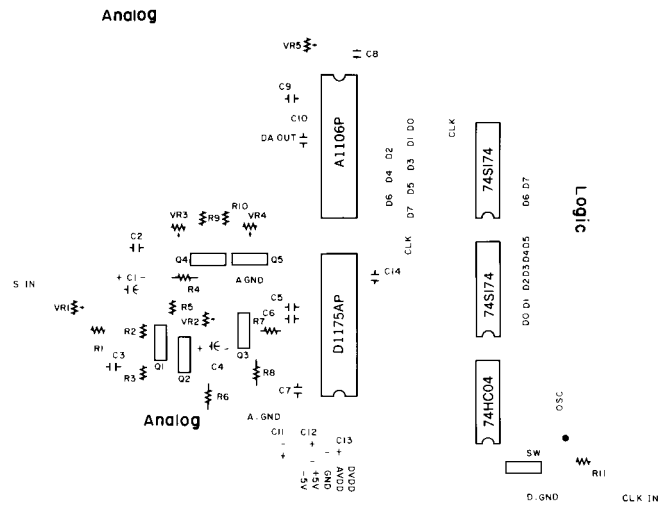 Analog
VR5
C8
C9
C10
DA OUT
A1106P
D0
D1
D2
D3
D4
D5
D6
D7
CLK
74S174
D6 D7
Logic
R10
VR3
R9
VR4
C2
Q4
Q5
CLK
C1
R4
A.GND
C14
S IN
VR1
R5
C5
C6
VR2
R7
D1175AP
74S174
D0 D1 D2 D3 D4 D5
R1
R2
C3
Q1
R3
Q2
C4
Q3
R8
R6
C7
74HC04
OSC
Analog
A.GND
C11
C12
C13
-5V
+5V
GND
AVDD
DVDD
SW
R11
D.GND
CLK IN